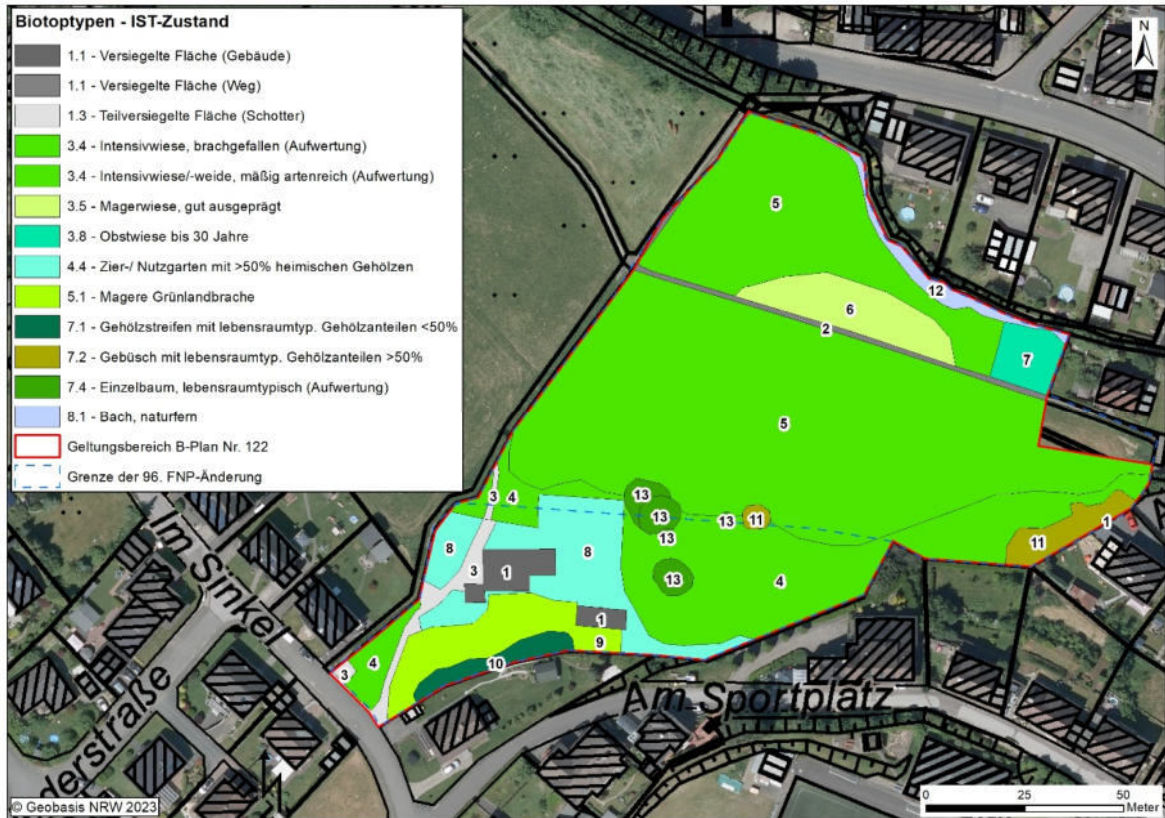 Biotoptypen - IST-Zustand
1.1 - Versiegelte Fläche (Gebäude)
1.1 - Versiegelte Fläche (Weg)
1.3 - Teilversiegelte Fläche (Schotter)
3.4 - Intensivwiese, brachgefallen (Aufwertung)
3.4 - Intensivwiese/-weide, mäßig artenreich (Aufwertung)
3.5 - Magerwiese, gut ausgeprägt
3.8 - Obstwiese bis 30 Jahre
4.4 - Zier-/ Nutzgarten mit >50% heimischen Gehölzen
5.1 - Magere Grünlandbrache
7.1 - Gehölzstreifen mit lebensraumtyp. Gehölzanteilen <50%
7.2 - Gebüsch mit lebensraumtyp. Gehölzanteilen >50%
7.4 - Einzelbaum, lebensraumtypisch (Aufwertung)
8.1 - Bach, naturfern
Geltungsbereich B-Plan Nr. 122
Grenze der 96. FNP-Änderung
N
5
12
6
2
7
5
3
4
13
13
13
11
13
1
11
8
8
3
1
13
4
1
9
10
4
3
Im Sinkel
derstraße
Am Sportplatz
© Geobasis NRW 2023
0 25 50
Meter